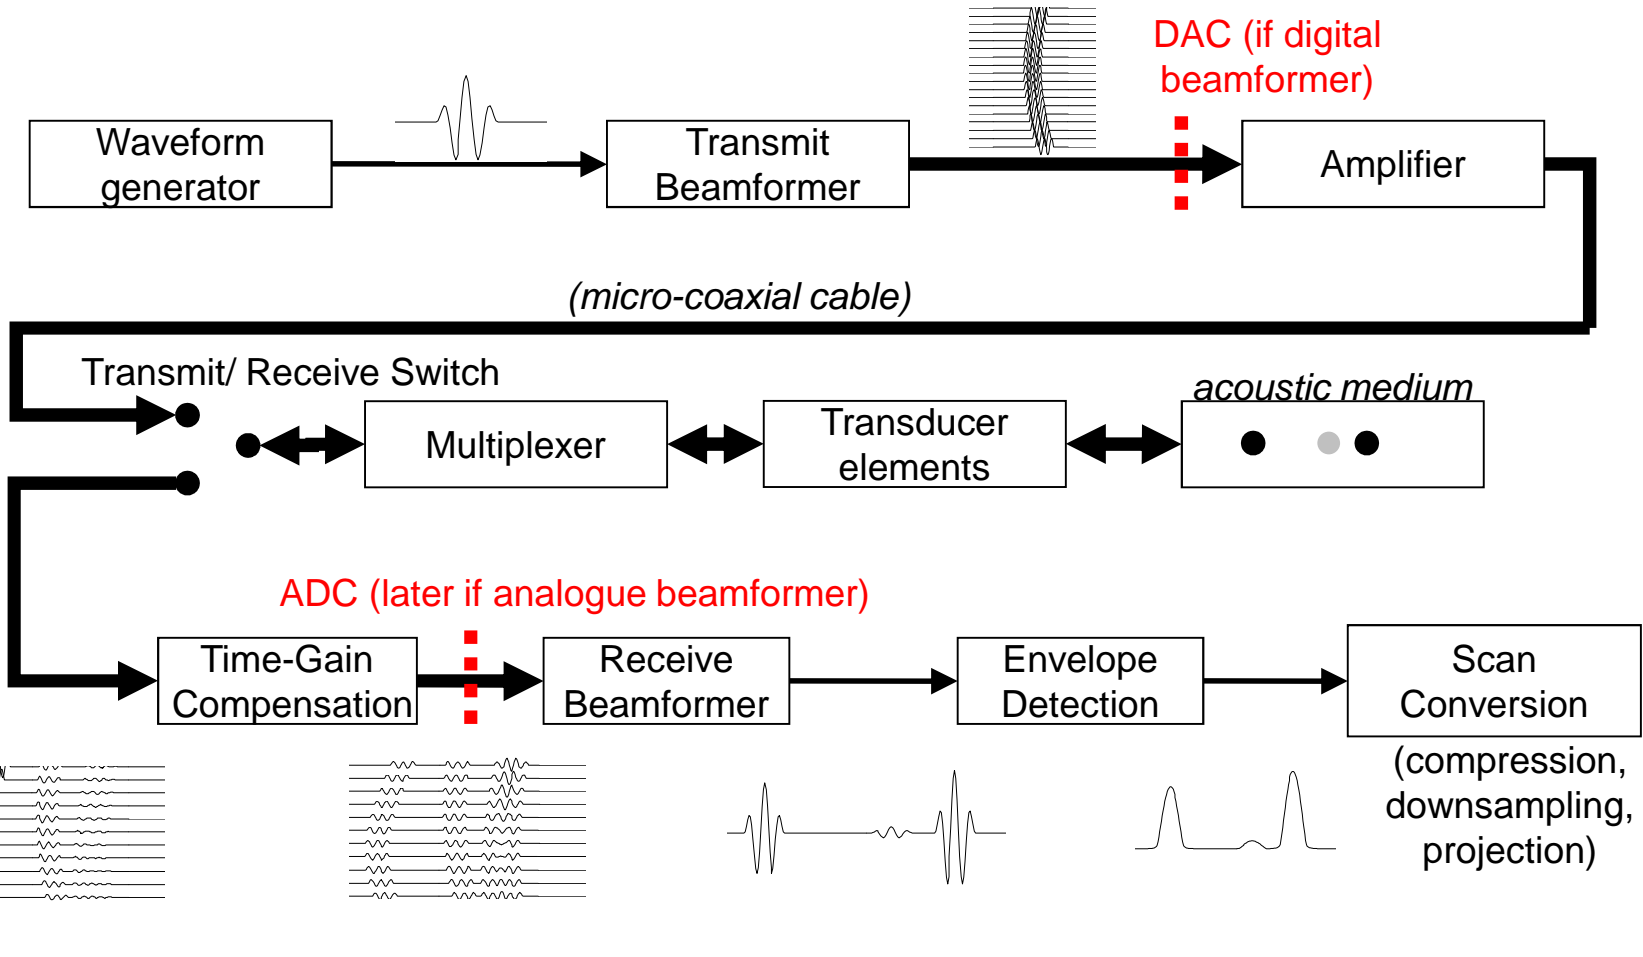 DAC (if digital
beamformer)
Waveform
generator
Transmit
Beamformer
Amplifier
(micro-coaxial cable)
Transmit/ Receive Switch
Multiplexer
Transducer
elements
acoustic medium
ADC (later if analogue beamformer)
Time-Gain
Compensation
Receive
Beamformer
Envelope
Detection
Scan
Conversion
(compression,
downsampling,
projection)